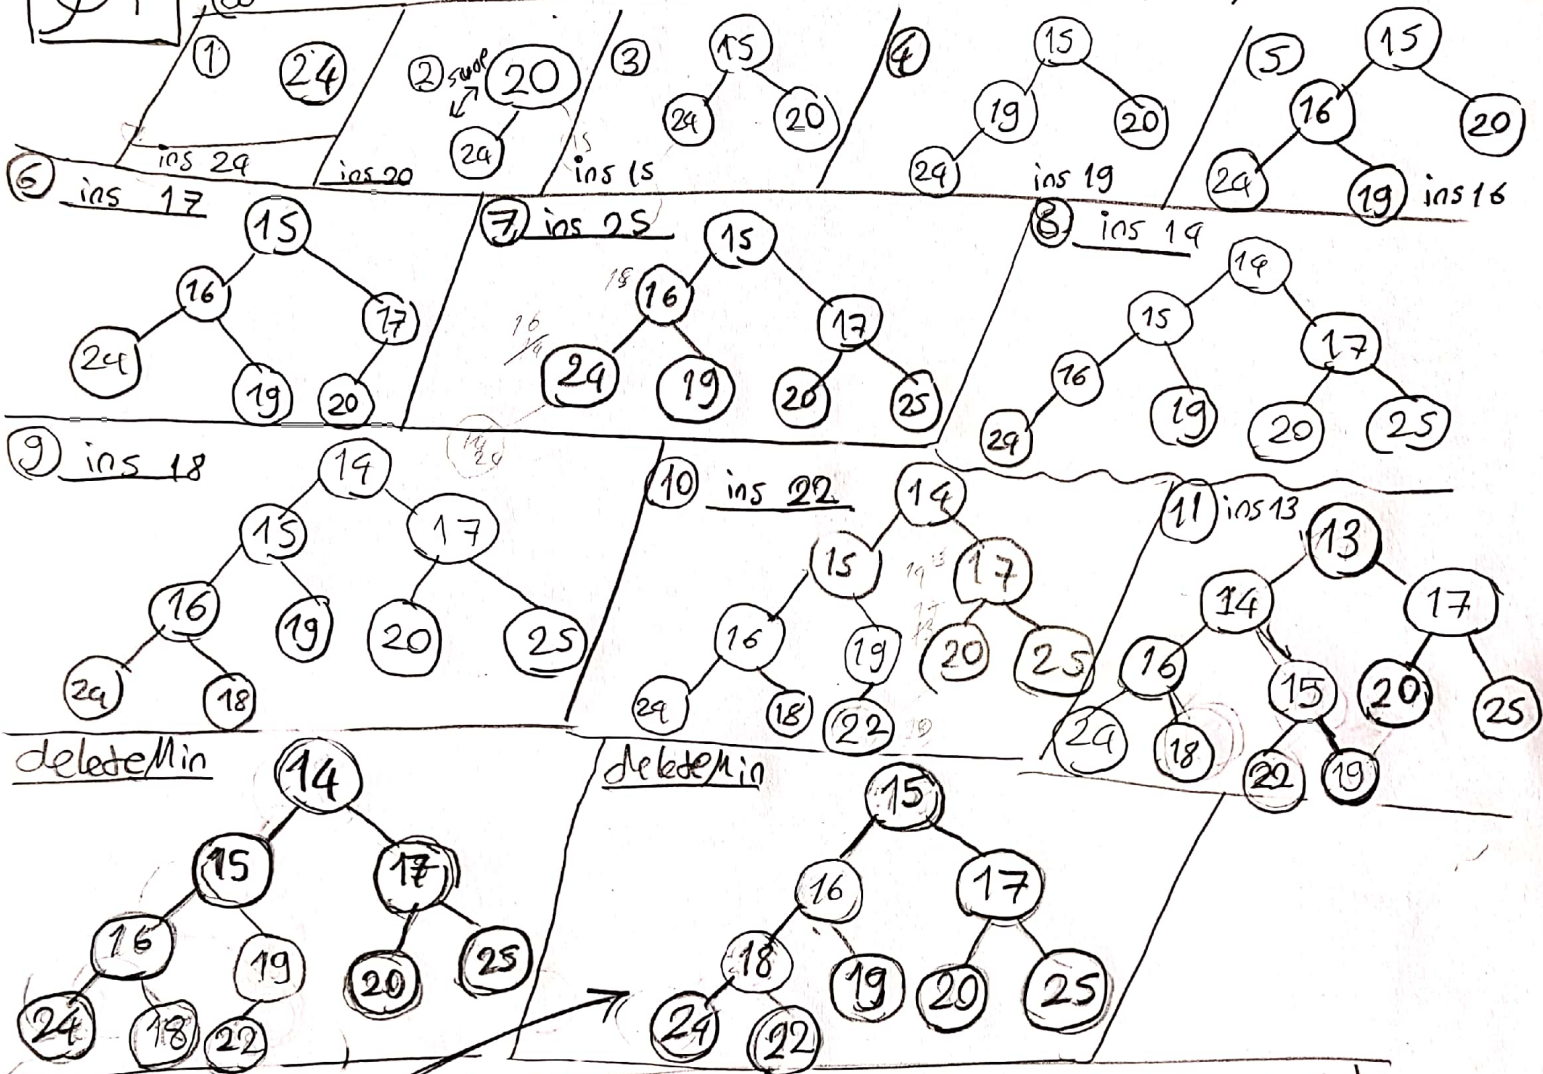 ① 24
ins 24
② swap 20
24
ins 20
③ 15
24 20
ins 15
④ 15
19 20
24
ins 19
⑤ 15
16 20
24 19
ins 16
⑥ ins 17
15
16 17
24 19 20
⑦ ins 25
15
16 17
24 19 20 25
⑧ ins 14
14
15 17
16 19 20 25
24
⑨ ins 18
14
15 17
16 19 20 25
24 18
⑩ ins 22
14
15 17
16 19 20 25
24 18 22
⑪ ins 13
13
14 17
16 15 20 25
24 18 22 19
deleteMin
14
15 17
16 19 20 25
24 18 22
deleteMin
15
16 17
18 19 20 25
24 22